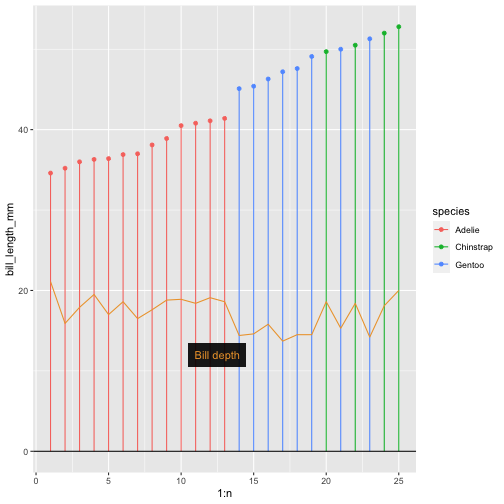 bill_length_mm
40
20
0
Bill depth
0 5 10 15 20 25
1:n
species
Adelie
Chinstrap
Gentoo